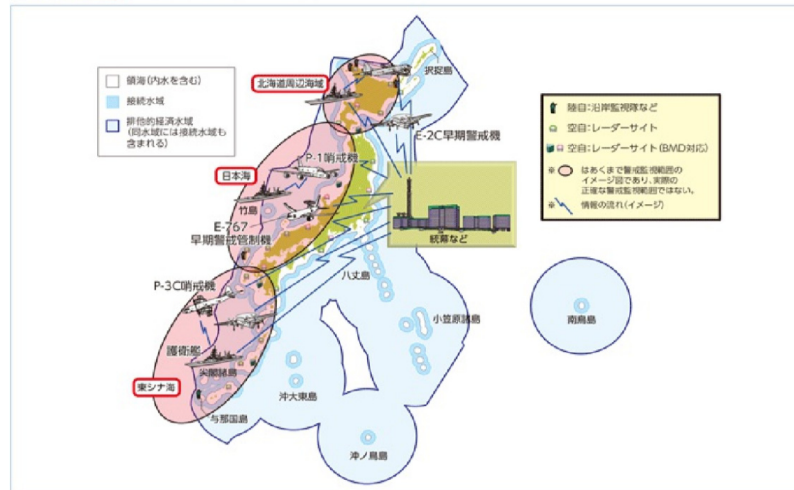 領海(内水を含む)
接続水域
排他的経済水域
(同水域には接続水域も
含まれる)
北海道周辺海域
択捉島
E-2C早期警戒機
P-1哨戒機
日本海
竹島
E-767
早期警戒管制機
統幕など
P-3C哨戒機
八丈島
小笠原諸島
南鳥島
護衛艦
尖閣諸島
東シナ海
沖大東島
与那国島
沖ノ鳥島
陸自:沿岸監視隊など
空自:レーダーサイト
空自:レーダーサイト(BMD対応)
※ はあくまで警戒監視範囲の
イメージ図であり、実際の
正確な警戒監視範囲ではない。
※ 情報の流れ(イメージ)